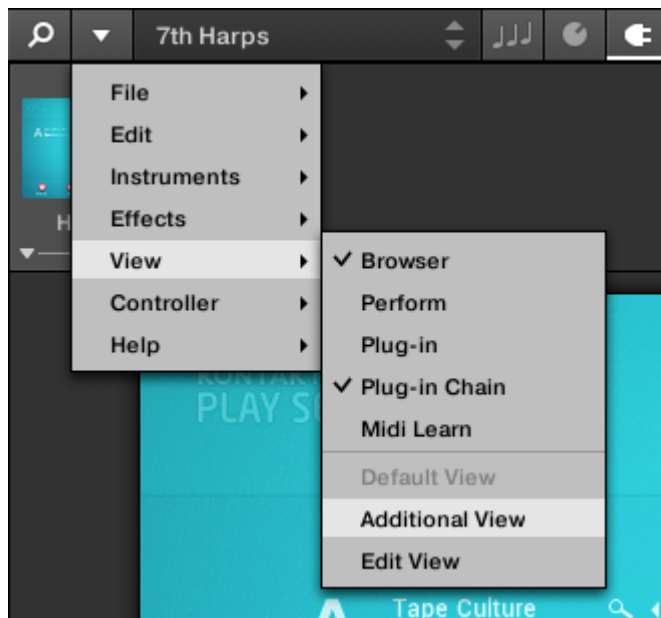 7th Harps
File
Edit
Instruments
Effects
View
Controller
Help
Browser
Perform
Plug-in
Plug-in Chain
Midi Learn
Default View
Additional View
Edit View
H
KONTAKT
PLAY S
A Tape Culture